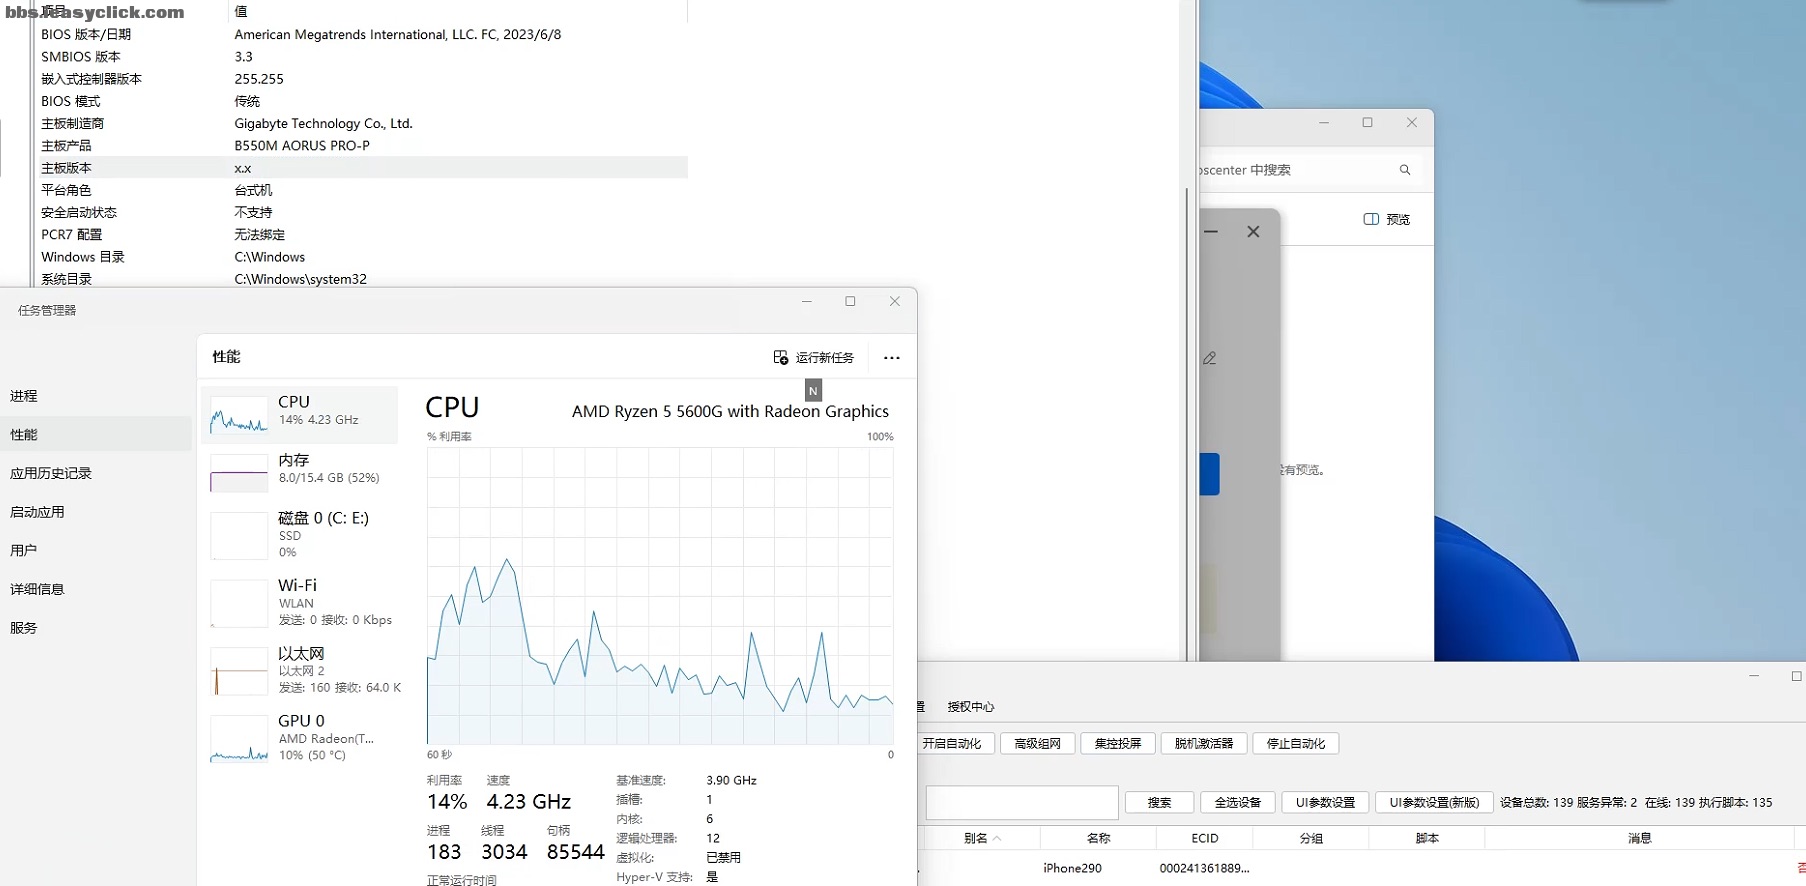 bbs.ieasyclick.com
项目 值
BIOS 版本/日期 American Megatrends International, LLC. FC, 2023/6/8
SMBIOS 版本 3.3
嵌入式控制器版本 255.255
BIOS 模式 传统
主板制造商 Gigabyte Technology Co., Ltd.
主板产品 B550M AORUS PRO-P
主板版本 x.x
平台角色 台式机
安全启动状态 不支持
PCR7 配置 无法绑定
Windows 目录 C:\Windows
系统目录 C:\Windows\system32
中搜索
预览
没有预览。
任务管理器
性能
运行新任务
N
进程
性能
应用历史记录
启动应用
用户
详细信息
服务
CPU
14% 4.23 GHz
内存
8.0/15.4 GB (52%)
磁盘 0 (C: E:)
SSD
0%
Wi-Fi
WLAN
发送: 0 接收: 0 Kbps
以太网
以太网 2
发送: 160 接收: 64.0 K
GPU 0
AMD Radeon(T...
10% (50 °C)
CPU AMD Ryzen 5 5600G with Radeon Graphics
% 利用率 100%
60 秒 0
利用率 速度
14% 4.23 GHz
进程 线程 句柄
183 3034 85544
正常运行时间
基准速度: 3.90 GHz
插槽: 1
内核: 6
逻辑处理器: 12
虚拟化: 已禁用
Hyper-V 支持: 是
置 授权中心
开启自动化 高级组网 集控投屏 脱机激活器 停止自动化
搜索 全选设备 UI参数设置 UI参数设置(新版) 设备总数: 139 服务异常: 2 在线: 139 执行脚本: 135
别名 名称 ECID 分组 脚本 消息
iPhone290 000241361889...